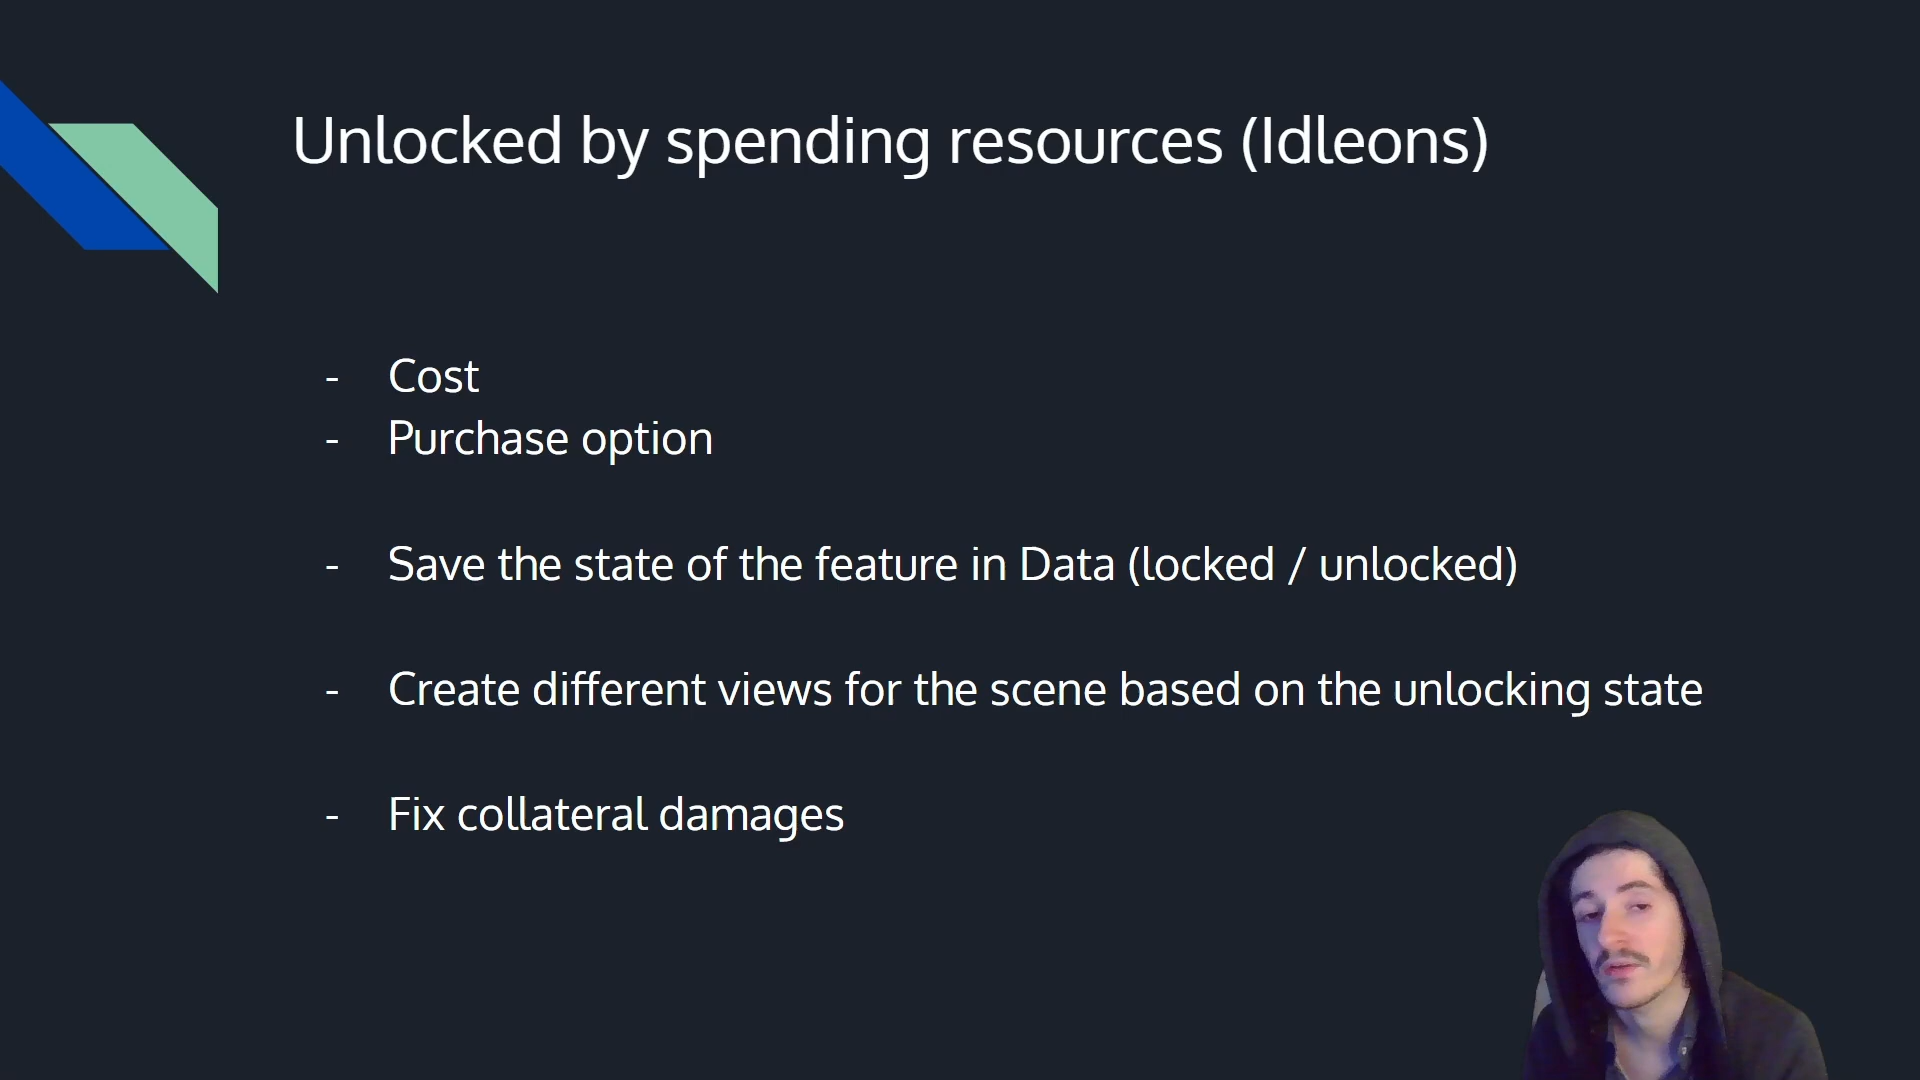 Unlocked by spending resources (Idleons)
- Cost
- Purchase option
- Save the state of the feature in Data (locked / unlocked)
- Create different views for the scene based on the unlocking state
- Fix collateral damages